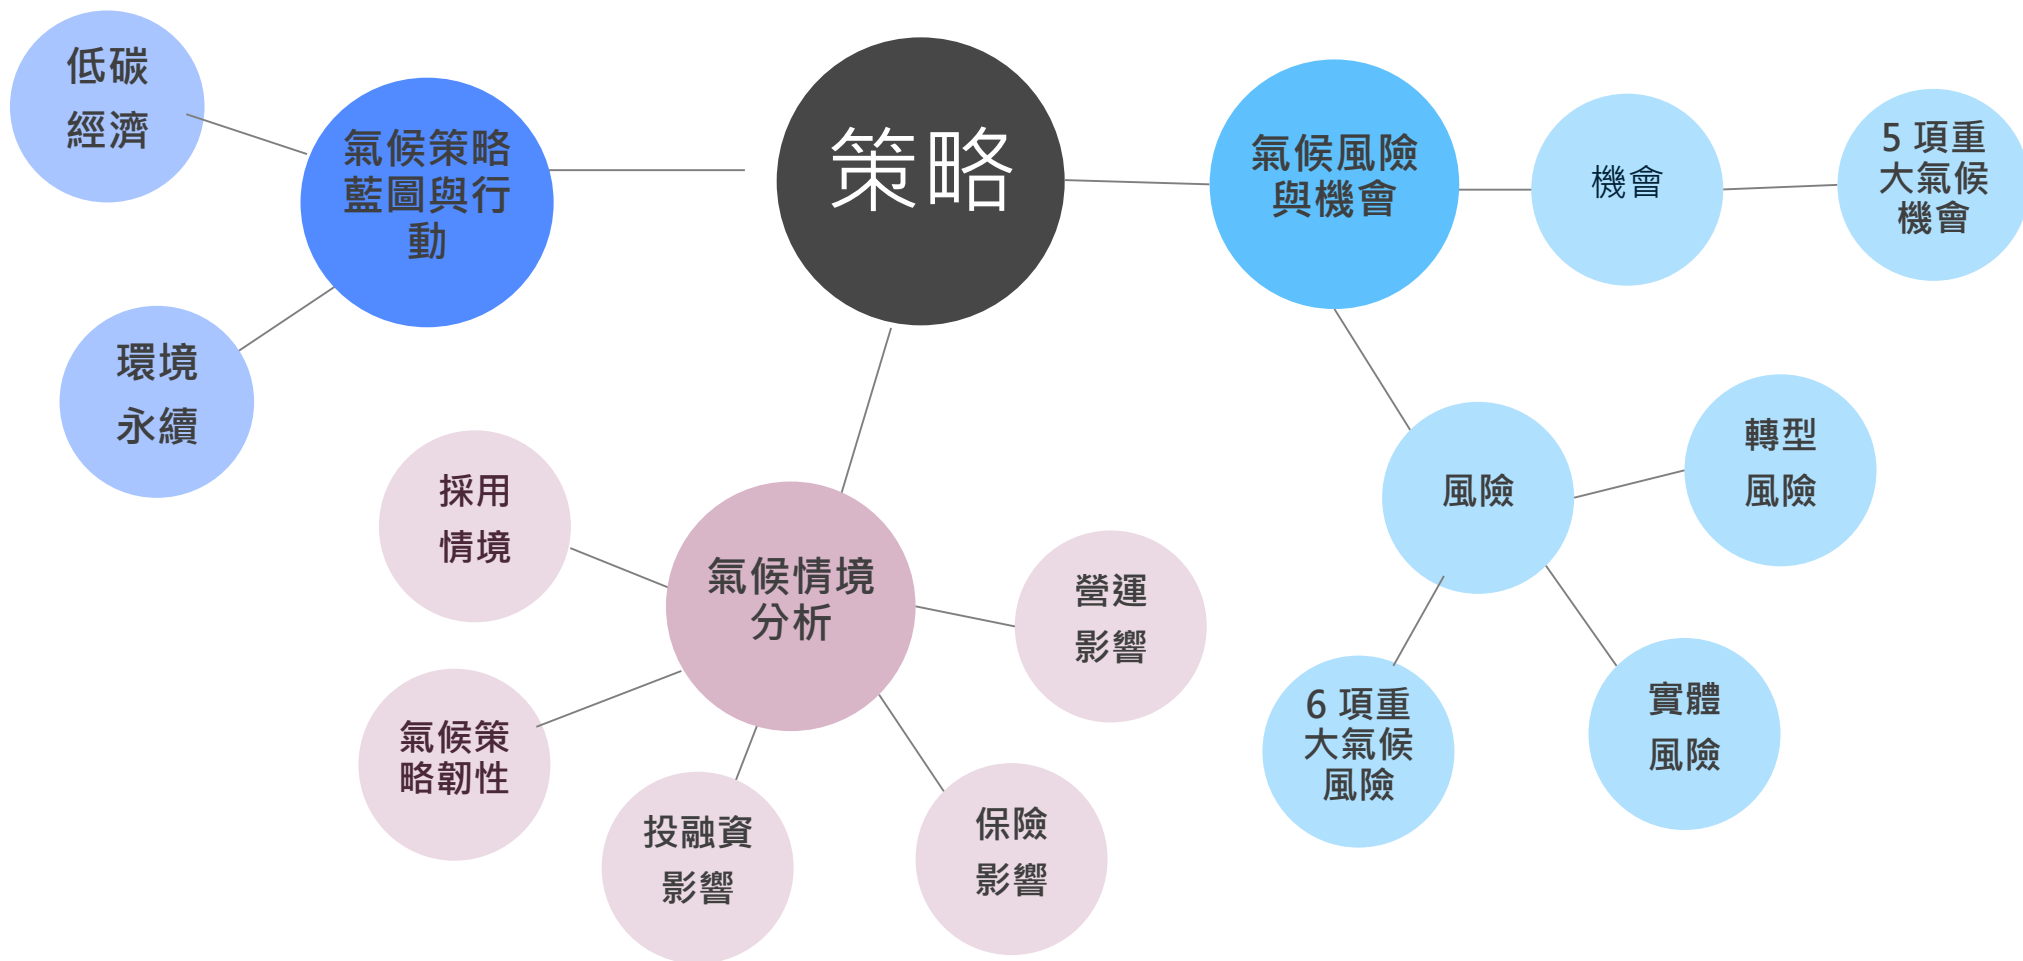 低碳
經濟
氣候策略
藍圖與行
動
環境
永續
策略
氣候風險
與機會
機會
5 項重
大氣候
機會
風險
轉型
風險
實體
風險
6 項重
大氣候
風險
氣候情境
分析
採用
情境
氣候策
略韌性
投融資
影響
保險
影響
營運
影響